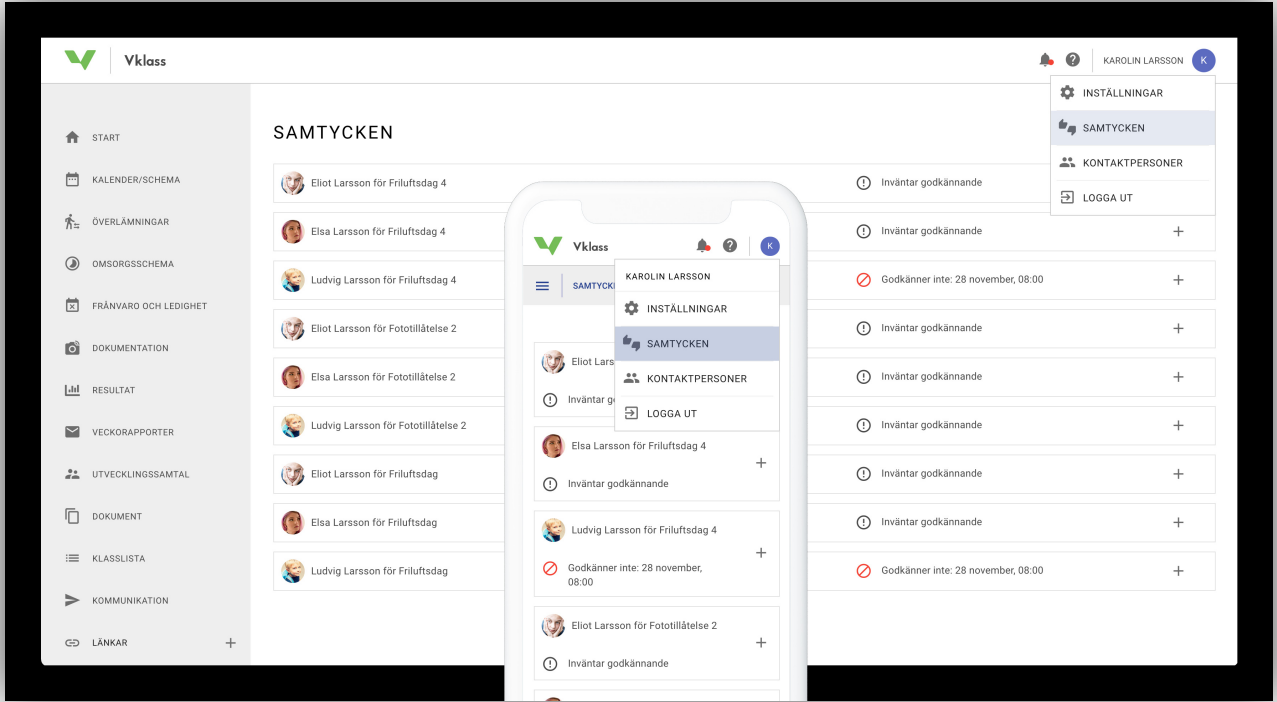 Vklass
KAROLIN LARSSON
K
INSTÄLLNINGAR
SAMTYCKEN
KONTAKTPERSONER
LOGGA UT
START
KALENDER/SCHEMA
ÖVERLÄMNINGAR
OMSORGSSCHEMA
FRÅNVARO OCH LEDIGHET
DOKUMENTATION
RESULTAT
VECKORAPPORTER
UTVECKLINGSSAMTAL
DOKUMENT
KLASSLISTA
KOMMUNIKATION
LÄNKAR
SAMTYCKEN
Eliot Larsson för Friluftsdag 4 Inväntar godkännande
Elsa Larsson för Friluftsdag 4 Inväntar godkännande
Ludvig Larsson för Friluftsdag 4 Godkänner inte: 28 november, 08:00
Eliot Larsson för Fototillåtelse 2 Inväntar godkännande
Elsa Larsson för Fototillåtelse 2 Inväntar godkännande
Ludvig Larsson för Fototillåtelse 2 Inväntar godkännande
Eliot Larsson för Friluftsdag Inväntar godkännande
Elsa Larsson för Friluftsdag Inväntar godkännande
Ludvig Larsson för Friluftsdag Godkänner inte: 28 november, 08:00
Vklass
K
SAMTYCK
KAROLIN LARSSON
INSTÄLLNINGAR
SAMTYCKEN
KONTAKTPERSONER
LOGGA UT
Eliot Lars
Inväntar g
Elsa Larsson för Friluftsdag 4
Inväntar godkännande
Ludvig Larsson för Friluftsdag 4
Godkänner inte: 28 november,
08:00
Eliot Larsson för Fototillåtelse 2
Inväntar godkännande